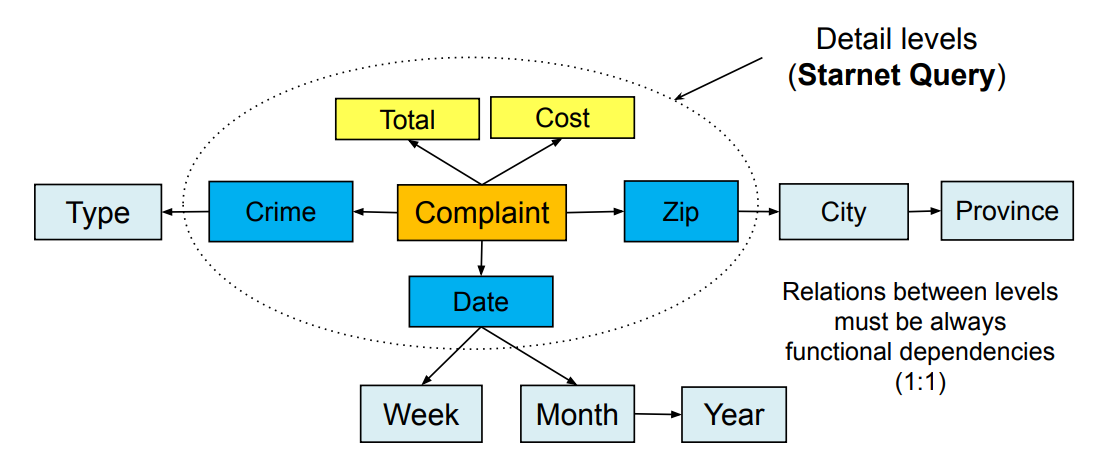 Detail levels
(Starnet Query)
Total
Cost
Type
Crime
Complaint
Zip
City
Province
Date
Relations between levels
must be always
functional dependencies
(1:1)
Week
Month
Year